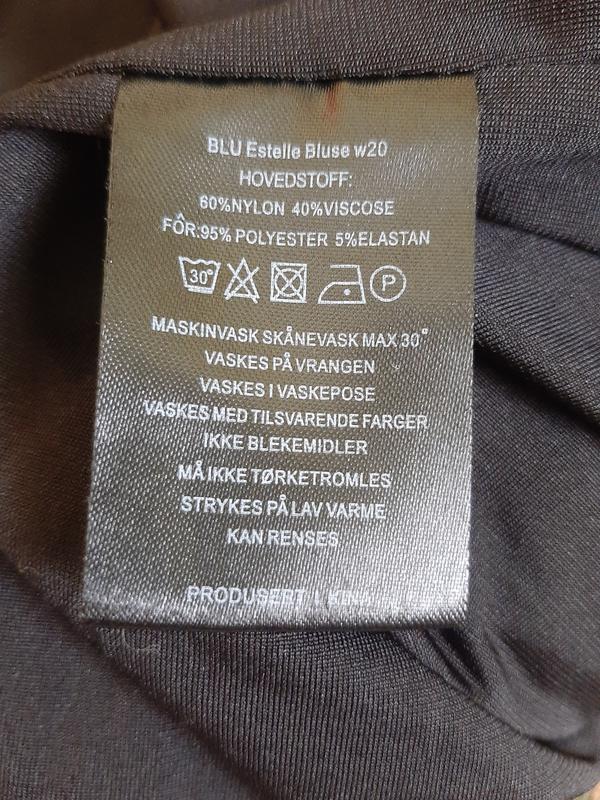 BLU Estelle Bluse w20
HOVEDSTOFF:
60%NYLON 40%VISCOSE
FÔR:95% POLYESTER 5%ELASTAN
30° P
MASKINVASK SKÅNEVASK MAX 30°
VASKES PÅ VRANGEN
VASKES I VASKEPOSE
VASKES MED TILSVARENDE FARGER
IKKE BLEKEMIDLER
MÅ IKKE TØRKETROMLES
STRYKES PÅ LAV VARME
KAN RENSES
PRODUSERT I KINA